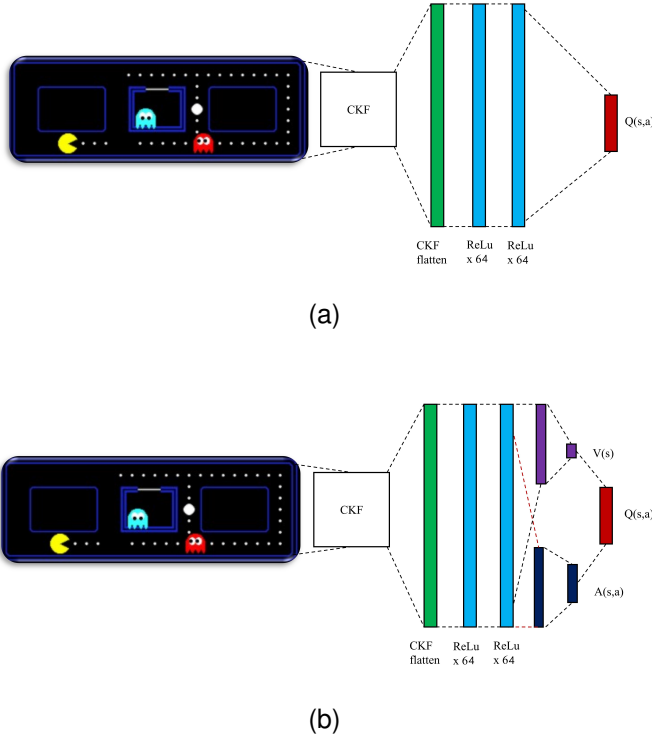 CKF
Q(s,a)
CKF
flatten
ReLu
x 64
ReLu
x 64
(a)
V(s)
CKF
Q(s,a)
A(s,a)
CKF
flatten
ReLu
x 64
ReLu
x 64
(b)